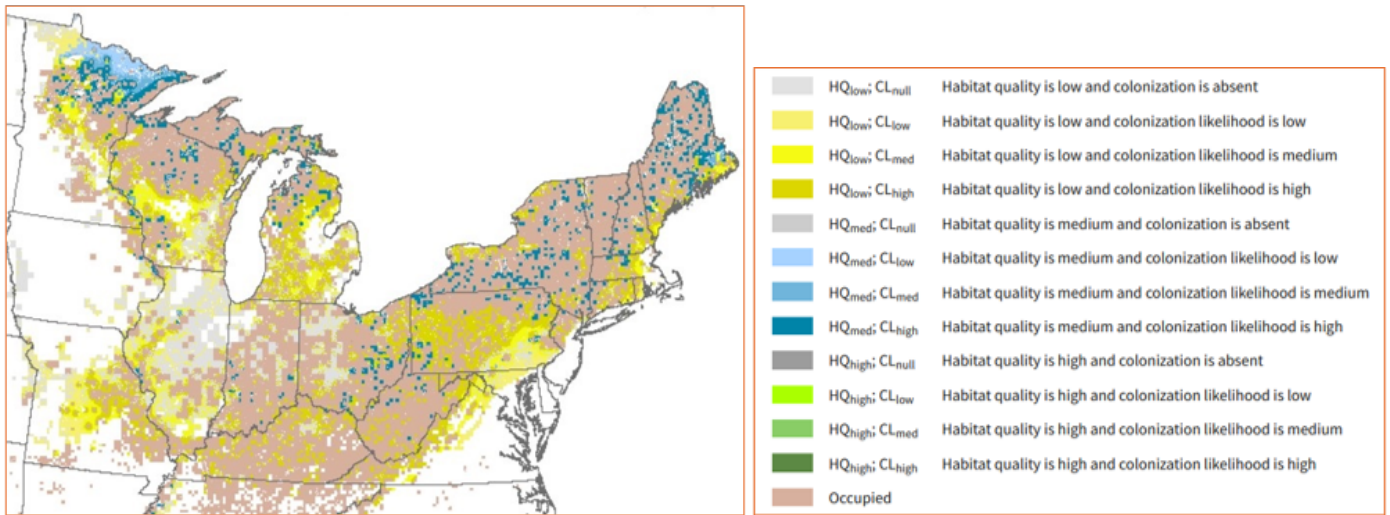 HQlow; CLnull Habitat quality is low and colonization is absent
HQlow; CLlow Habitat quality is low and colonization likelihood is low
HQlow; CLmed Habitat quality is low and colonization likelihood is medium
HQlow; CLhigh Habitat quality is low and colonization likelihood is high
HQmed; CLnull Habitat quality is medium and colonization is absent
HQmed; CLlow Habitat quality is medium and colonization likelihood is low
HQmed; CLmed Habitat quality is medium and colonization likelihood is medium
HQmed; CLhigh Habitat quality is medium and colonization likelihood is high
HQhigh; CLnull Habitat quality is high and colonization is absent
HQhigh; CLlow Habitat quality is high and colonization likelihood is low
HQhigh; CLmed Habitat quality is high and colonization likelihood is medium
HQhigh; CLhigh Habitat quality is high and colonization likelihood is high
Occupied